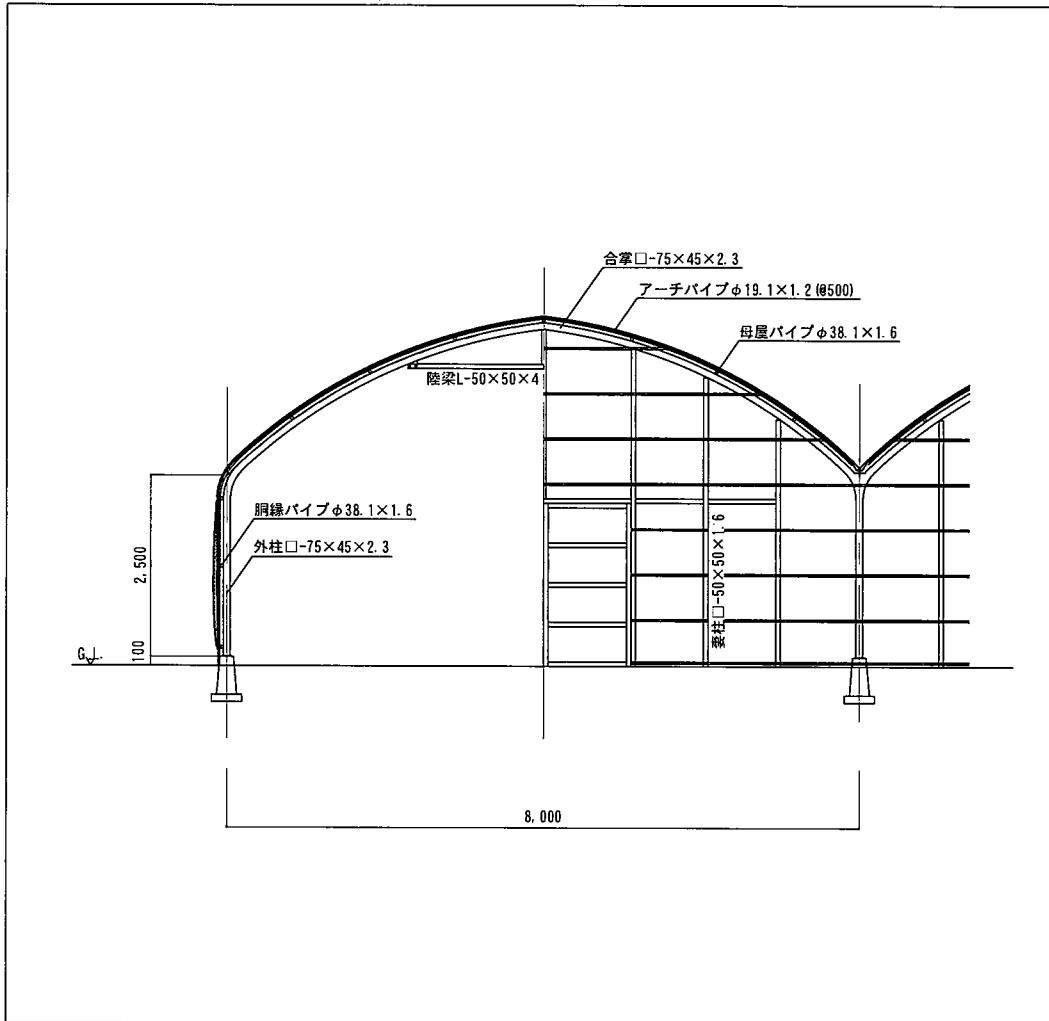 合掌□-75×45×2.3
アーチパイプφ19.1×1.2(@500)
母屋パイプφ38.1×1.6
陸梁L-50×50×4
胴縁パイプφ38.1×1.6
外柱□-75×45×2.3
妻柱□-50×50×1.6
2,500
100
G.L.
8,000